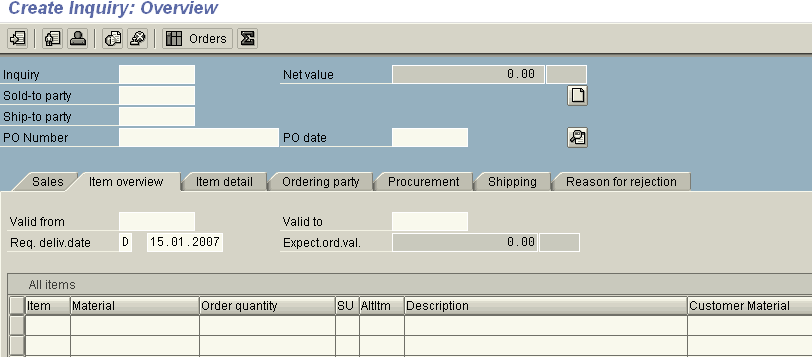 Create Inquiry: Overview
Orders
Inquiry Net value 0.00
Sold-to party
Ship-to party
PO Number PO date
Sales Item overview Item detail Ordering party Procurement Shipping Reason for rejection
Valid from Valid to
Req. deliv.date D 15.01.2007 Expect.ord.val. 0.00
All items
Item Material Order quantity SU AltItm Description Customer Material